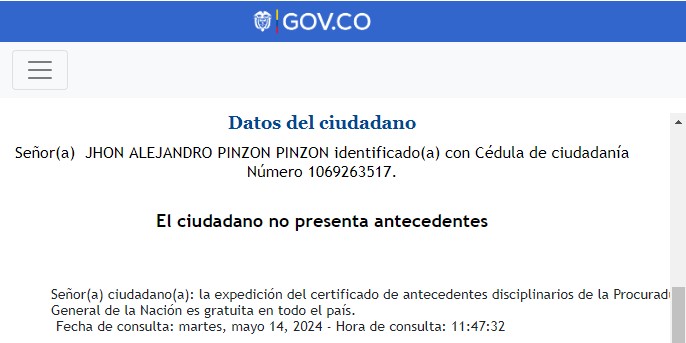 GOV.CO
Datos del ciudadano
Señor(a)  JHON ALEJANDRO PINZON PINZON identificado(a) con Cédula de ciudadanía
Número 1069263517.
El ciudadano no presenta antecedentes
Señor(a) ciudadano(a): la expedición del certificado de antecedentes disciplinarios de la Procurad
General de la Nación es gratuita en todo el país.
Fecha de consulta: martes, mayo 14, 2024 - Hora de consulta: 11:47:32